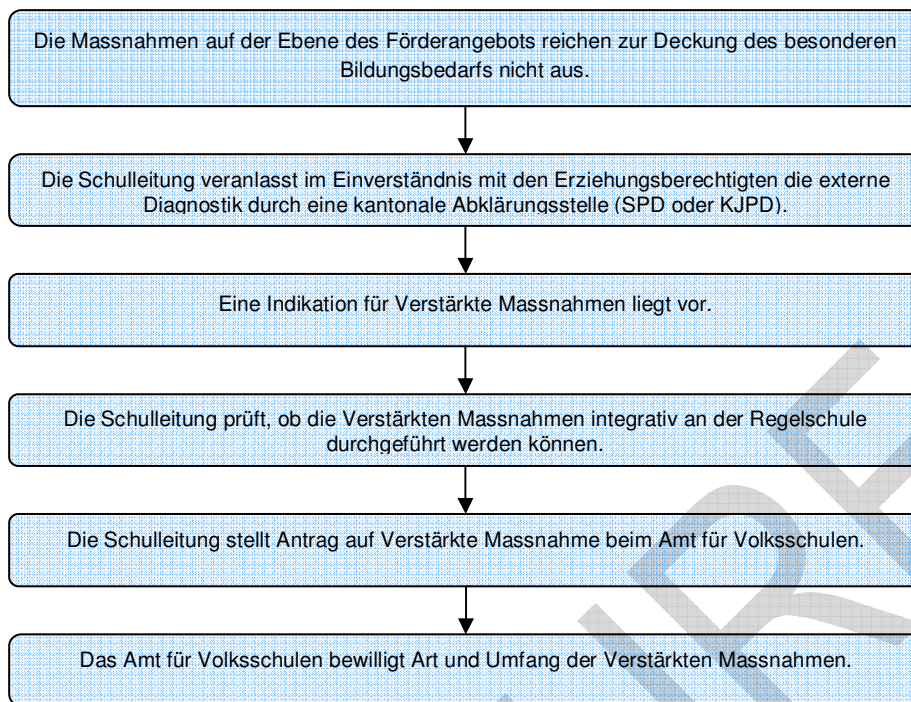 Die Massnahmen auf der Ebene des Förderangebots reichen zur Deckung des besonderen
Bildungsbedarfs nicht aus.
Die Schulleitung veranlasst im Einverständnis mit den Erziehungsberechtigten die externe
Diagnostik durch eine kantonale Abklärungsstelle (SPD oder KJPD).
Eine Indikation für Verstärkte Massnahmen liegt vor.
Die Schulleitung prüft, ob die Verstärkten Massnahmen integrativ an der Regelschule
durchgeführt werden können.
Die Schulleitung stellt Antrag auf Verstärkte Massnahme beim Amt für Volksschulen.
Das Amt für Volksschulen bewilligt Art und Umfang der Verstärkten Massnahmen.